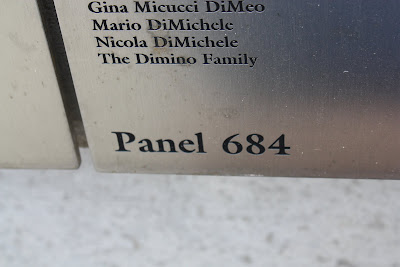 Gina Micucci DiMeo
Mario DiMichele
Nicola DiMichele
The Dimino Family
Panel 684